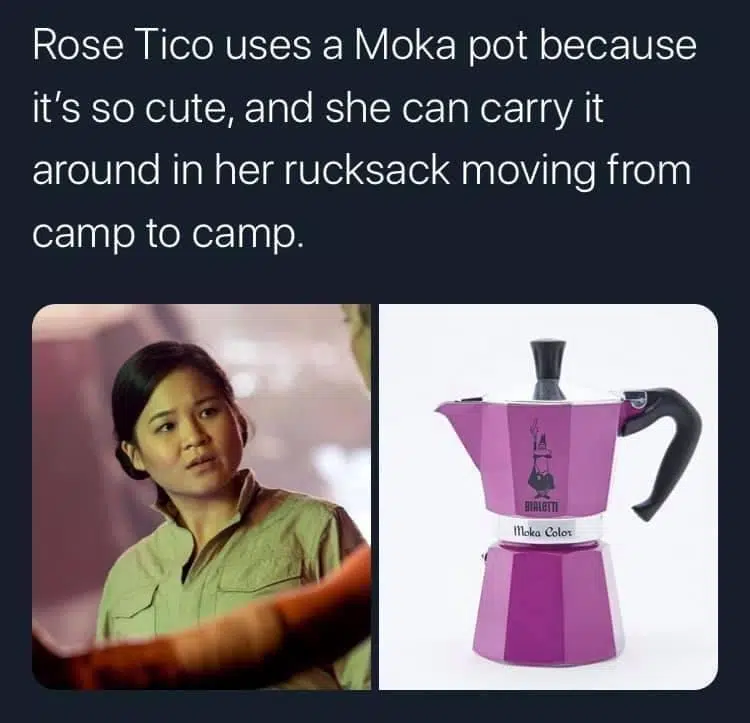 Rose Tico uses a Moka pot because
it’s so cute, and she can carry it
around in her rucksack moving from
camp to camp.
BIALETTI
Moka Color